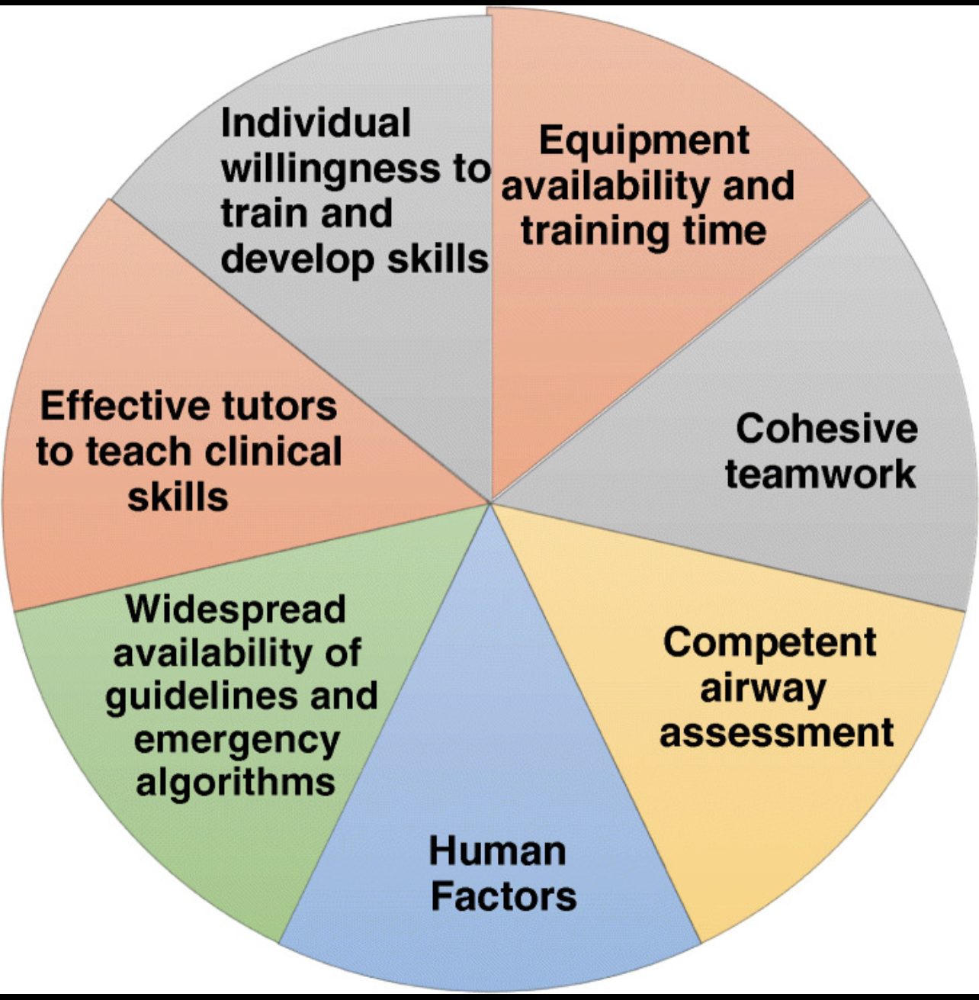 Individual
willingness to
train and
develop skills
Equipment
availability and
training time
Cohesive
teamwork
Competent
airway
assessment
Human
Factors
Widespread
availability of
guidelines and
emergency
algorithms
Effective tutors
to teach clinical
skills